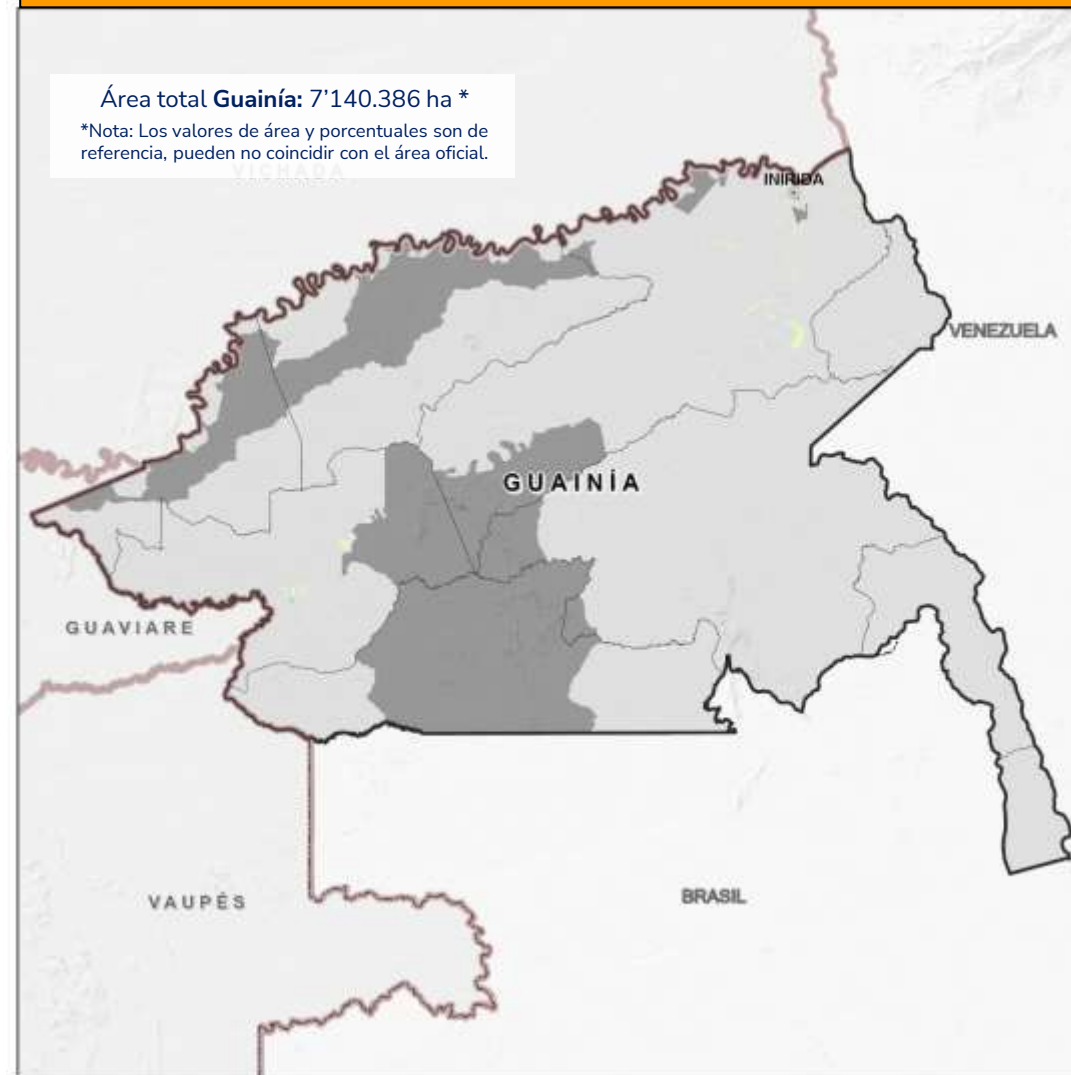 Área total Guainía: 7’140.386 ha *
*Nota: Los valores de área y porcentuales son de
referencia, pueden no coincidir con el área oficial.
VICHADA
INIRIDA
VENEZUELA
GUAINÍA
GUAVIARE
VAUPÉS
BRASIL